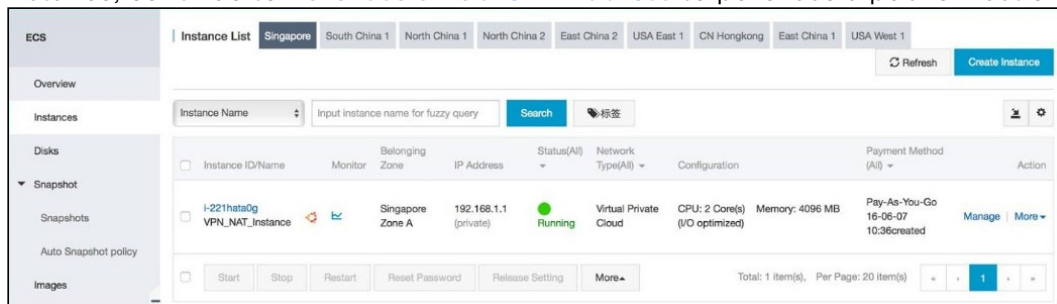 ECS
Instance List Singapore South China 1 North China 1 North China 2 East China 2 USA East 1 CN Hongkong East China 1 USA West 1
Refresh Create Instance
Overview
Instances
Instance Name Input instance name for fuzzy query Search 标签
Disks
Snapshot
Snapshots
Auto Snapshot policy
Images
Instance ID/Name Monitor Belonging Zone IP Address Status(All) Network Type(All) Configuration Payment Method (All) Action
i-221hata0g
VPN_NAT_Instance
Singapore
Zone A
192.168.1.1
(private)
Running
Virtual Private
Cloud
CPU: 2 Core(s) Memory: 4096 MB
(I/O optimized)
Pay-As-You-Go
16-06-07
10:36created
Manage More
Start Stop Restart Reset Password Release Setting More Total: 1 item(s), Per Page: 20 item(s) « ‹ 1 › »